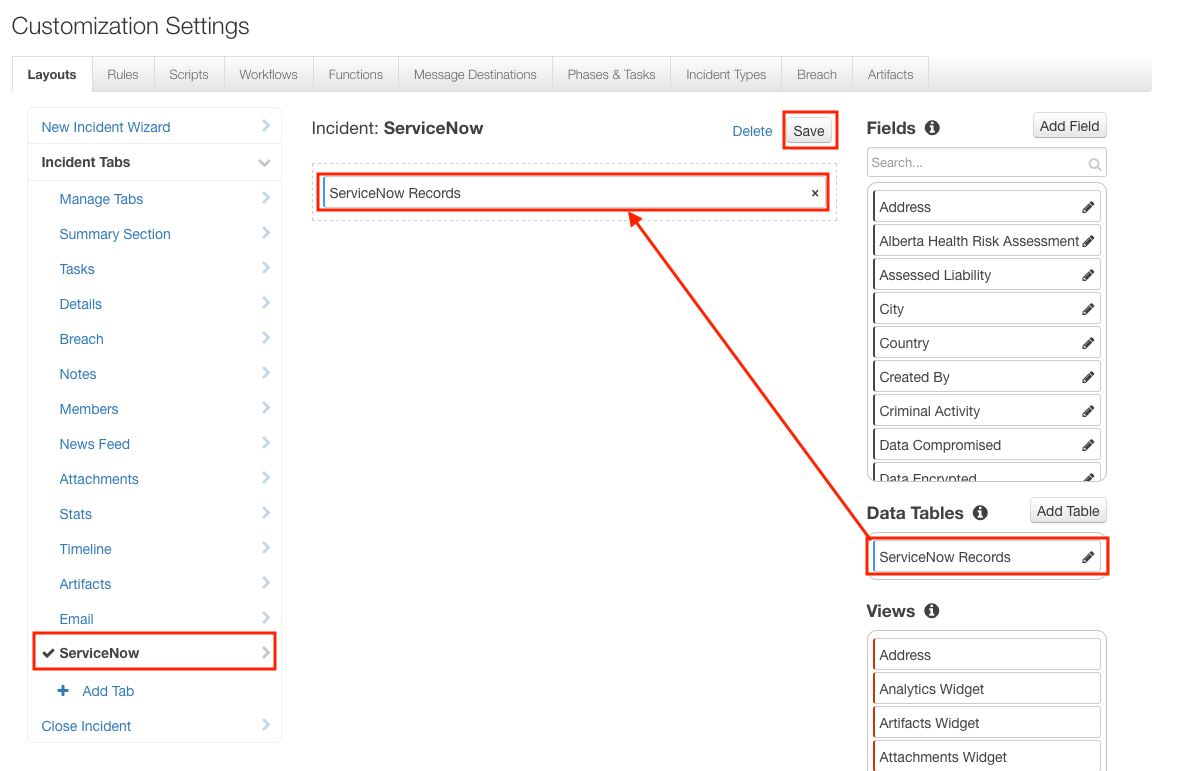 Customization Settings
Layouts Rules Scripts Workflows Functions Message Destinations Phases & Tasks Incident Types Breach Artifacts
New Incident Wizard
Incident Tabs
Manage Tabs
Summary Section
Tasks
Details
Breach
Notes
Members
News Feed
Attachments
Stats
Timeline
Artifacts
Email
ServiceNow
Add Tab
Close Incident
Incident: ServiceNow
Delete Save
ServiceNow Records ×
Fields Add Field
Search...
Address
Alberta Health Risk Assessment
Assessed Liability
City
Country
Created By
Criminal Activity
Data Compromised
Data Encrypted
Data Tables Add Table
ServiceNow Records
Views
Address
Analytics Widget
Artifacts Widget
Attachments Widget